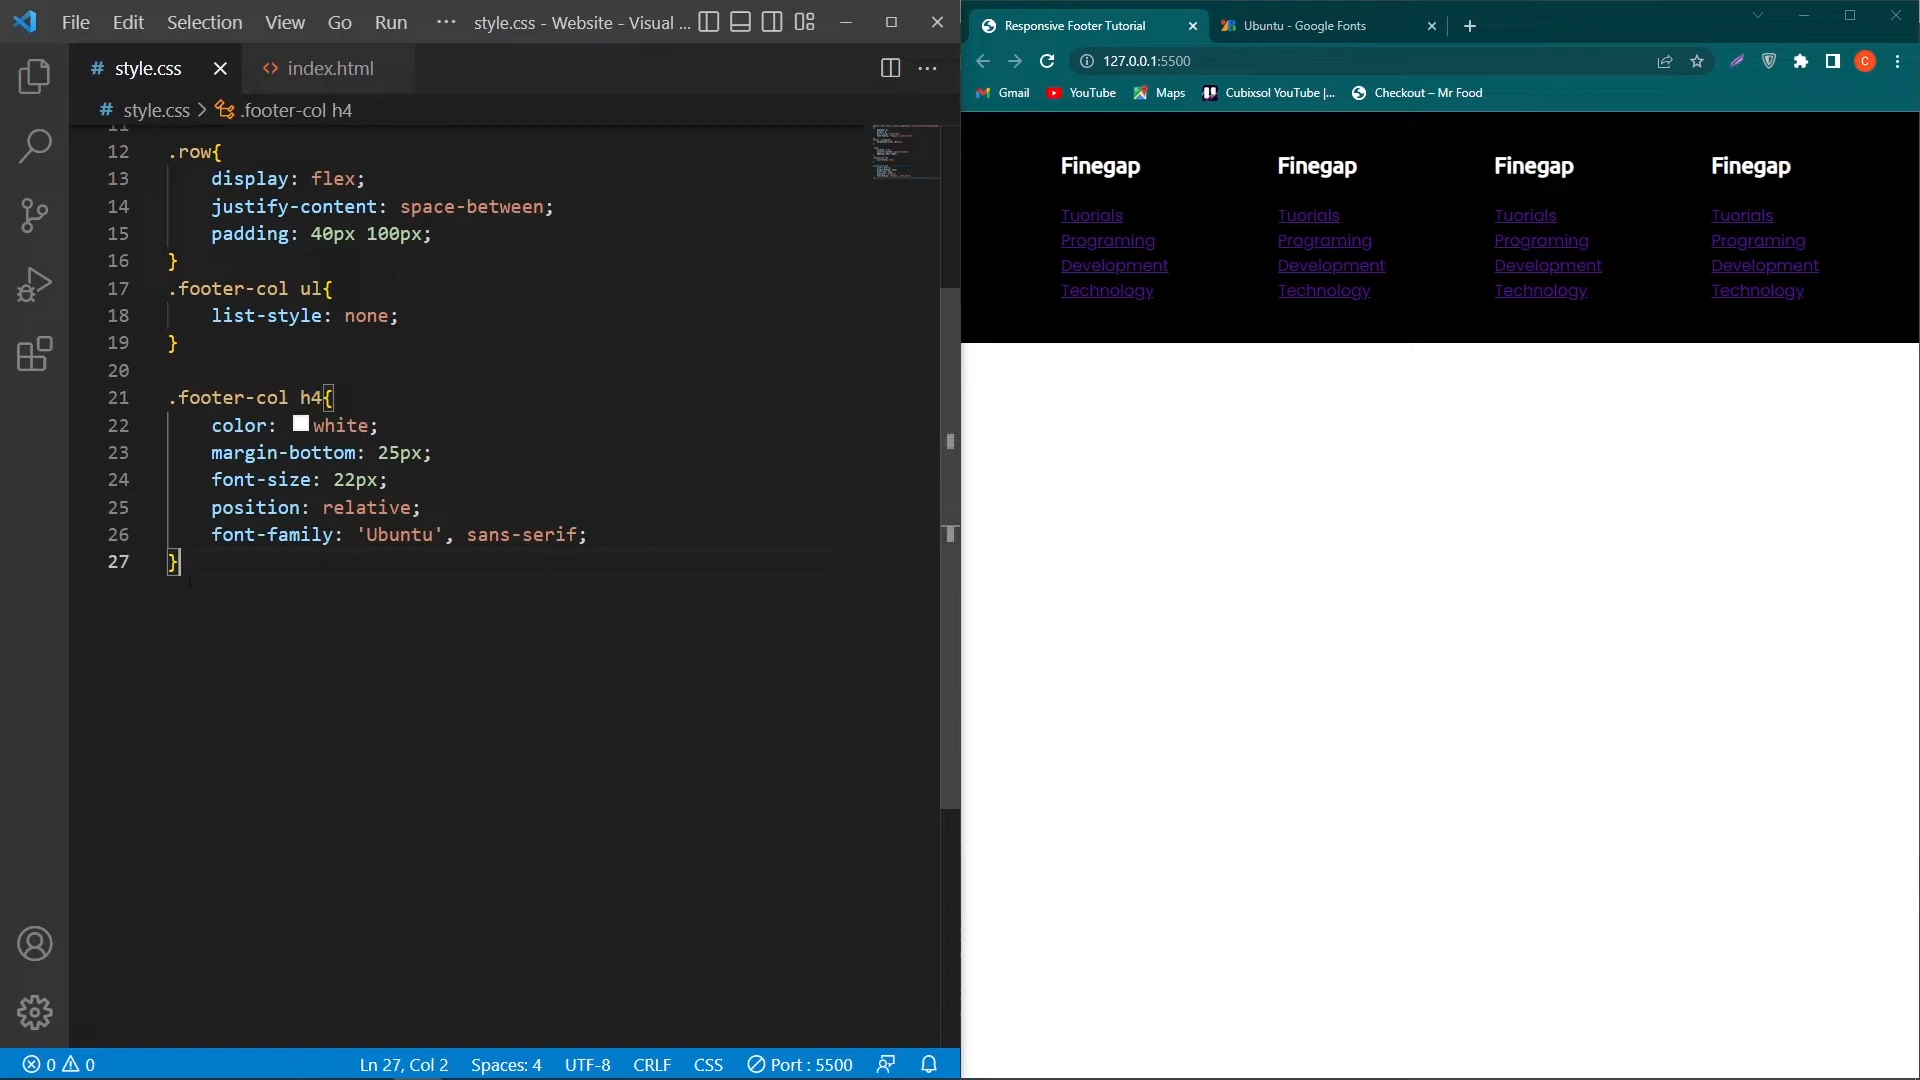 File Edit Selection View Go Run ··· style.css - Website - Visual ...
# style.css <> index.html ···
# style.css > .footer-col h4
11
12 .row{
13 display: flex;
14 justify-content: space-between;
15 padding: 40px 100px;
16 }
17 .footer-col ul{
18 list-style: none;
19 }
20
21 .footer-col h4{
22 color: white;
23 margin-bottom: 25px;
24 font-size: 22px;
25 position: relative;
26 font-family: 'Ubuntu', sans-serif;
27 }
0 0 Ln 27, Col 2 Spaces: 4 UTF-8 CRLF CSS Port : 5500
Responsive Footer Tutorial Ubuntu - Google Fonts
127.0.0.1:5500 C
Gmail YouTube Maps Cubixsol YouTube |... Checkout – Mr Food
Finegap Finegap Finegap Finegap
Tuorials Tuorials Tuorials Tuorials
Programing Programing Programing Programing
Development Development Development Development
Technology Technology Technology Technology